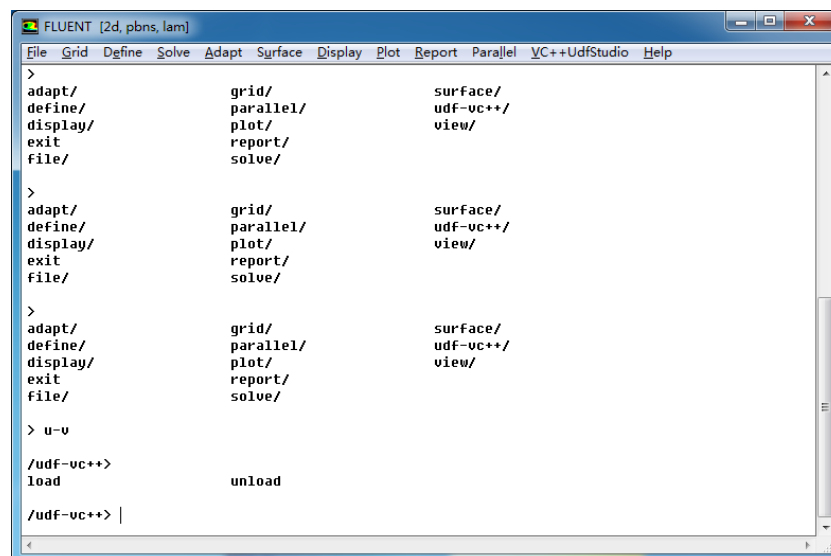 FLUENT [2d, pbns, lam]
File Grid Define Solve Adapt Surface Display Plot Report Parallel VC++UdfStudio Help
>
adapt/ grid/ surface/
define/ parallel/ udf-vc++/
display/ plot/ view/
exit report/
file/ solve/
>
adapt/ grid/ surface/
define/ parallel/ udf-vc++/
display/ plot/ view/
exit report/
file/ solve/
>
adapt/ grid/ surface/
define/ parallel/ udf-vc++/
display/ plot/ view/
exit report/
file/ solve/
> u-v
/udf-vc++>
load unload
/udf-vc++>